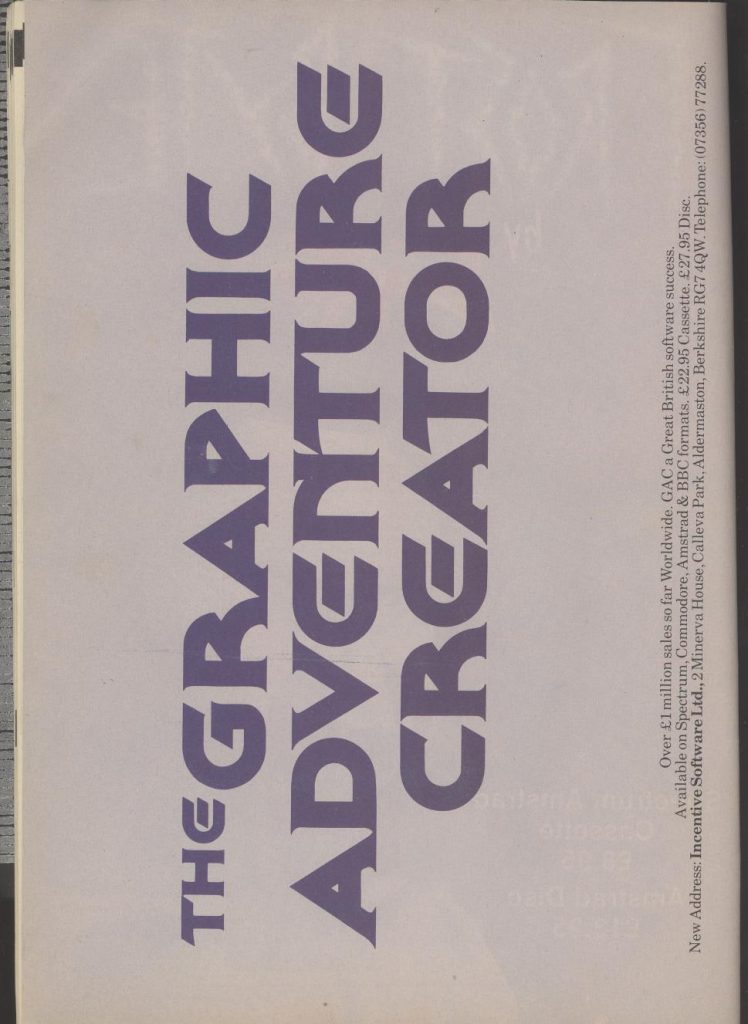 THE GRAPHIC
ADVENTURE
CREATOR
Over £1 million sales so far Worldwide. GAC a Great British software success.
Available on Spectrum, Commodore, Amstrad & BBC formats. £22.95 Cassette. £27.95 Disc.
New Address: Incentive Software Ltd., 2 Minerva House, Calleva Park, Aldermaston, Berkshire RG7 4QW. Telephone: (07356) 77288.